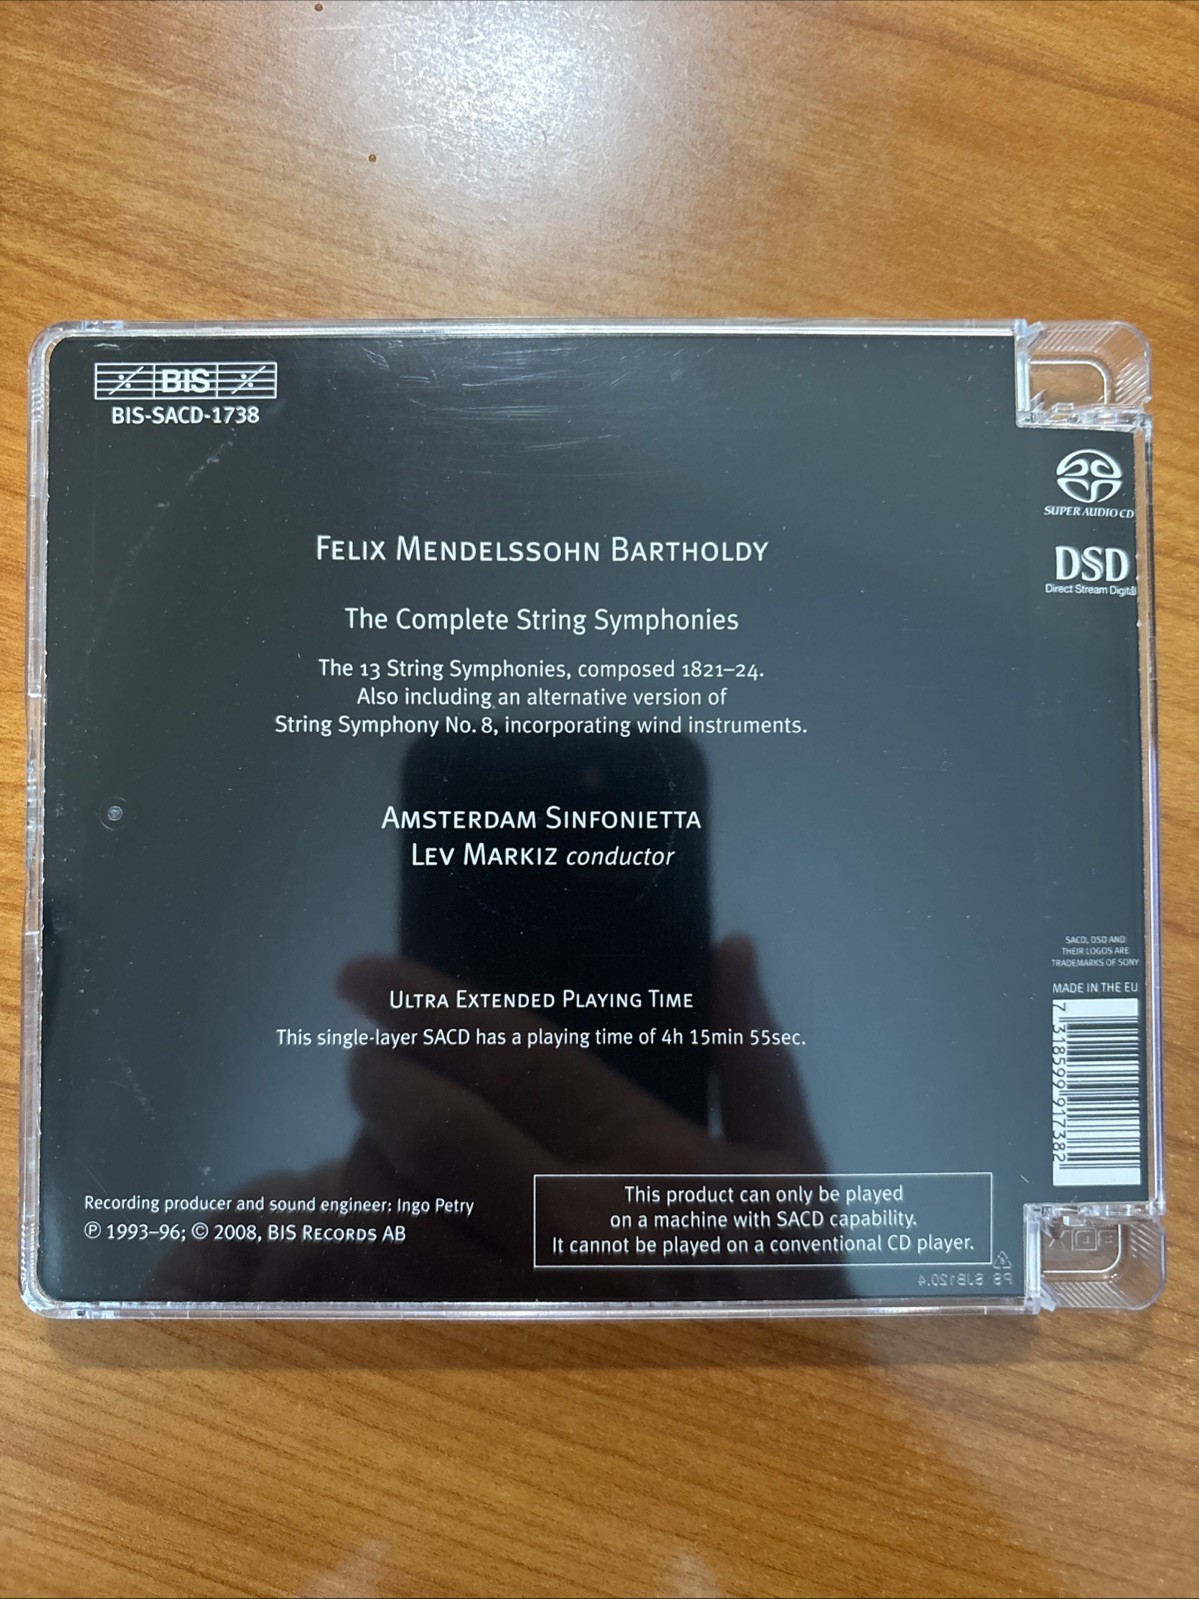 BIS
BIS-SACD-1738
SUPER AUDIO CD
DSD
Direct Stream Digital
FELIX MENDELSSOHN BARTHOLDY
The Complete String Symphonies
The 13 String Symphonies, composed 1821–24.
Also including an alternative version of
String Symphony No. 8, incorporating wind instruments.
AMSTERDAM SINFONIETTA
LEV MARKIZ conductor
ULTRA EXTENDED PLAYING TIME
This single-layer SACD has a playing time of 4h 15min 55sec.
SACD, DSD AND
THEIR LOGOS ARE
TRADEMARKS OF SONY
MADE IN THE EU
7 318599 917382
Recording producer and sound engineer: Ingo Petry
℗ 1993–96; © 2008, BIS RECORDS AB
This product can only be played
on a machine with SACD capability.
It cannot be played on a conventional CD player.